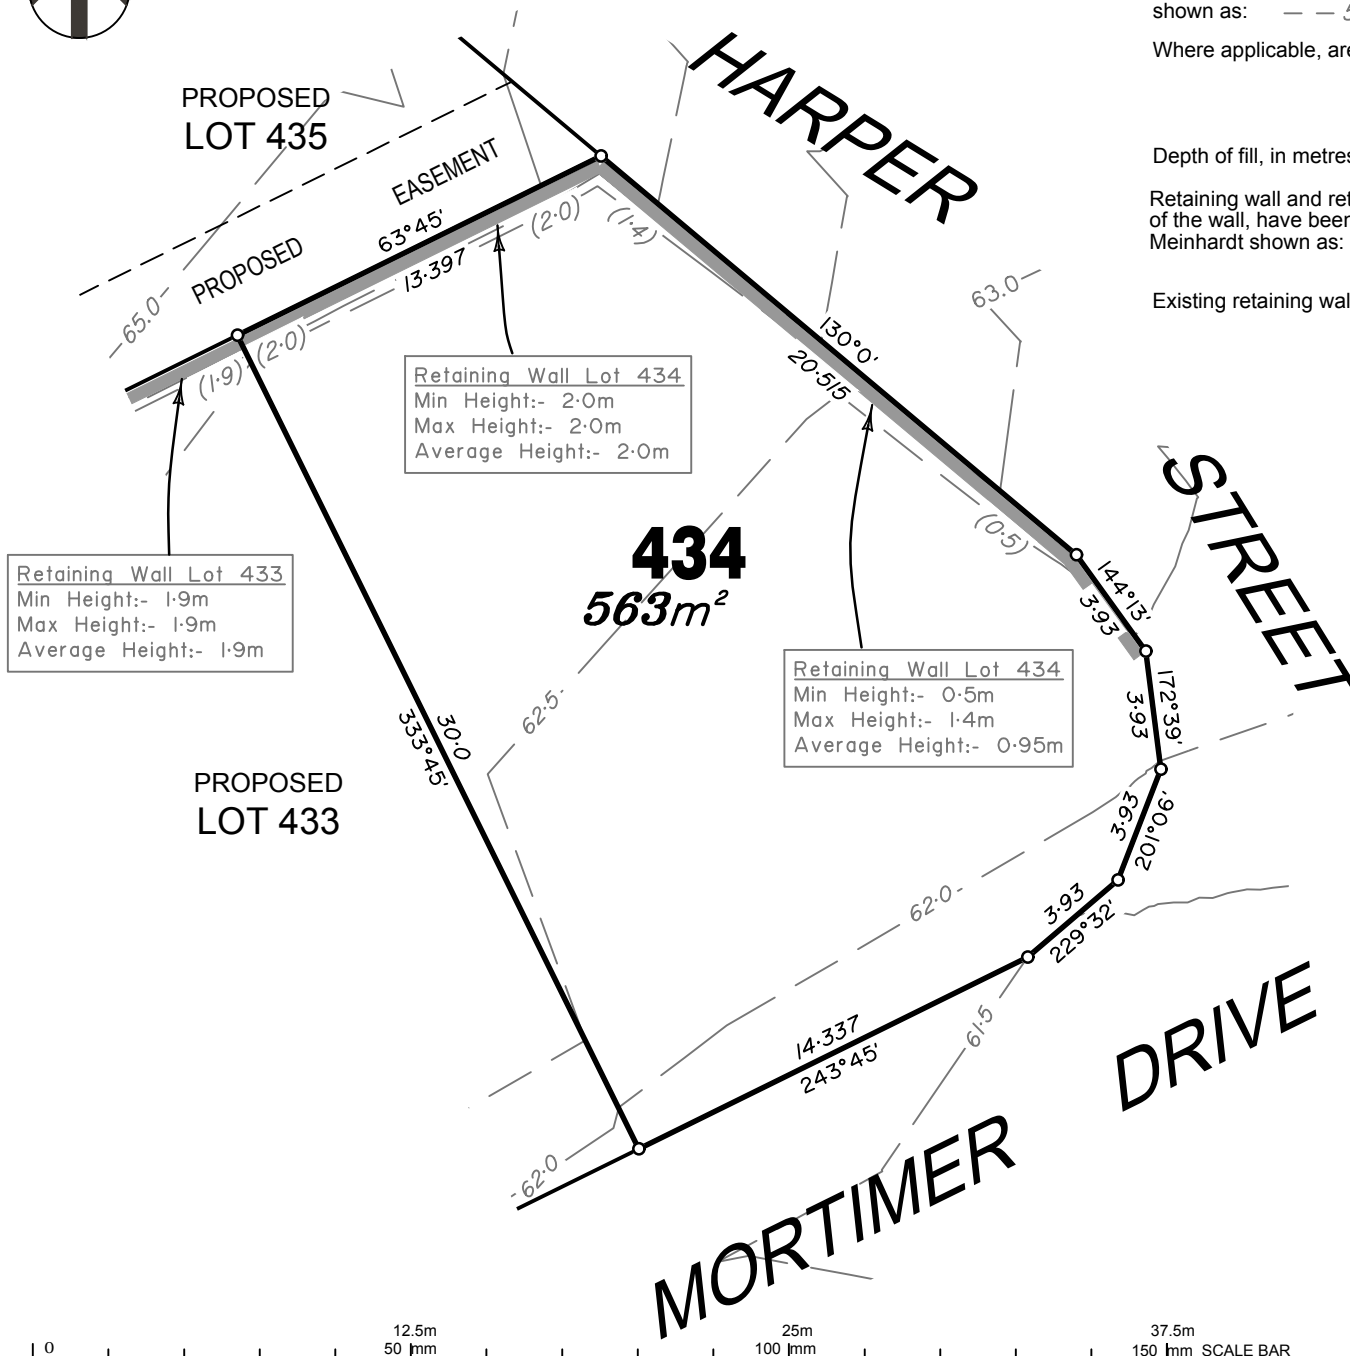 shown as: — — 5
Where applicable, are
Depth of fill, in metres
Retaining wall and ret
of the wall, have been
Meinhardt shown as:
Existing retaining wal
PROPOSED
LOT 435
HARPER
STREET
PROPOSED EASEMENT
63°45'
13·397
(2·0)
(1·4)
65·0
(1·9)
(2·0)
63·0
130°0'
20·515
Retaining Wall Lot 434
Min Height:- 2·0m
Max Height:- 2·0m
Average Height:- 2·0m
(0·5)
434
563m²
144°13'
3·93
Retaining Wall Lot 433
Min Height:- 1·9m
Max Height:- 1·9m
Average Height:- 1·9m
Retaining Wall Lot 434
Min Height:- 0·5m
Max Height:- 1·4m
Average Height:- 0·95m
172°39'
3·93
62·5
30·0
333°45'
PROPOSED
LOT 433
3·93
201°06'
62·0
3·93
229°32'
14·337
243°45'
61·5
62·0
MORTIMER DRIVE
12.5m 25m 37.5m
0 50 mm 100 mm 150 mm SCALE BAR